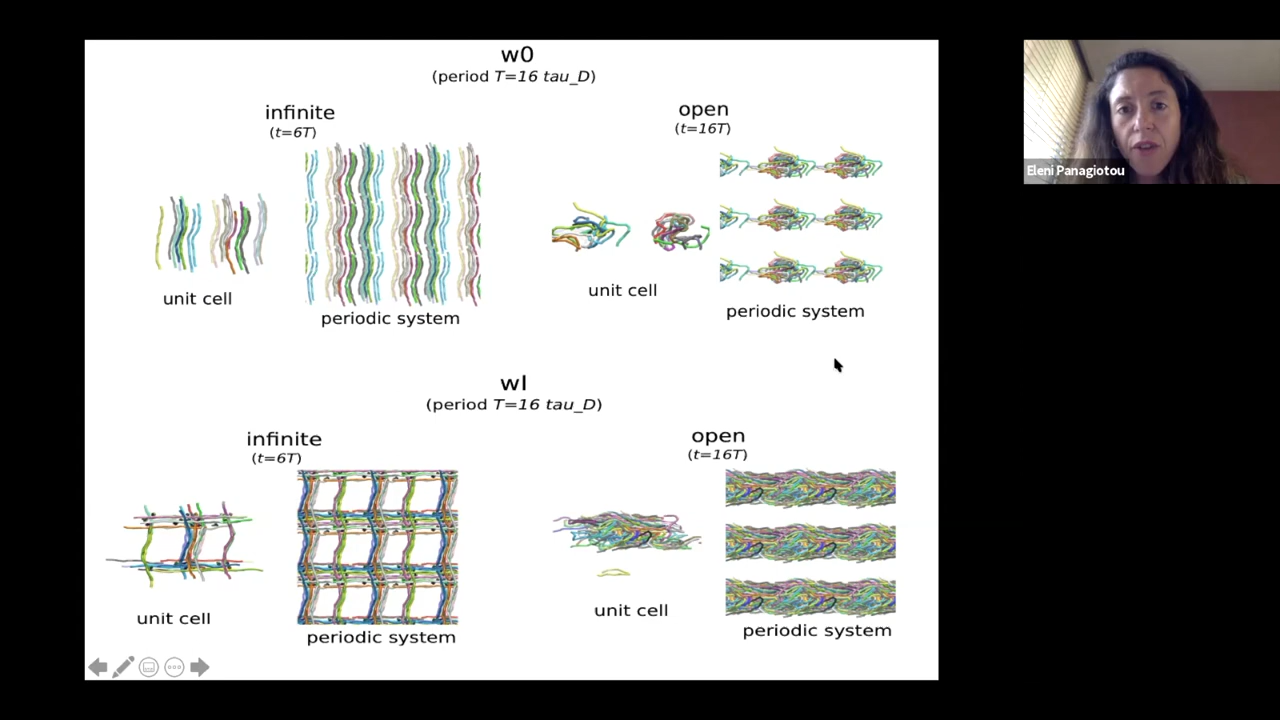 w0
(period T=16 tau_D)
infinite
(t=6T)
open
(t=16T)
unit cell
periodic system
unit cell
periodic system
wI
(period T=16 tau_D)
infinite
(t=6T)
open
(t=16T)
unit cell
periodic system
unit cell
periodic system
Eleni Panagiotou